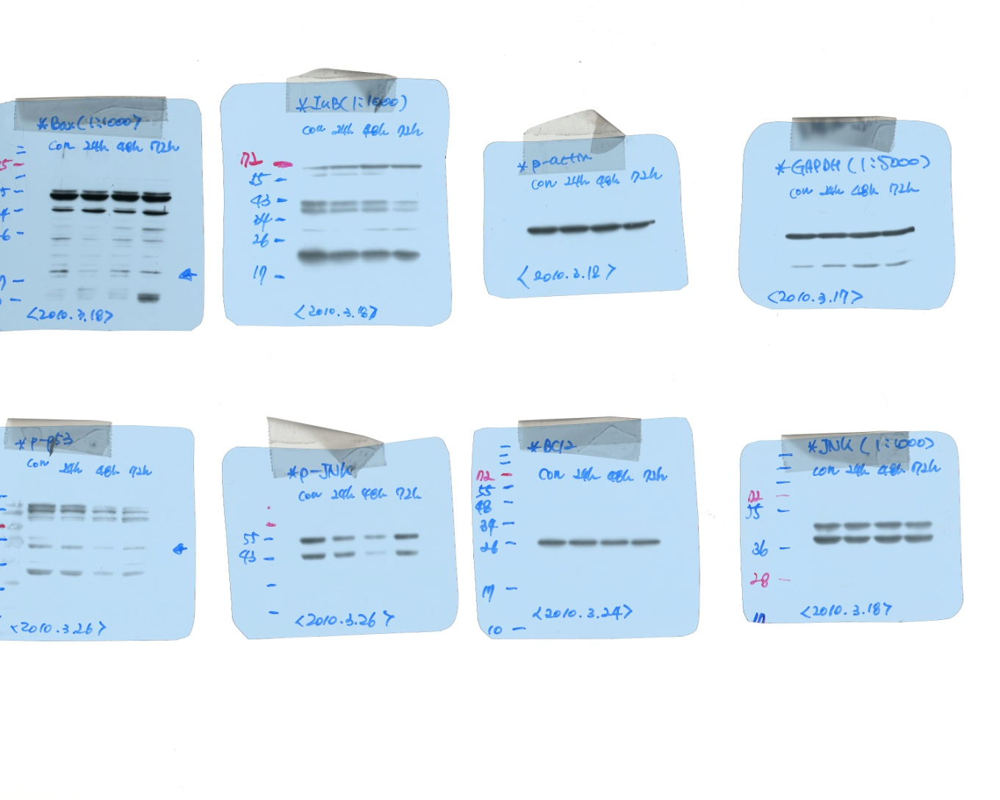 *Bax(1:1000)
con 24h 48h 72h
<2010.3.18>
*IκB(1:1000)
con 24h 48h 72h
72
55
43
34
26
17
<2010.3.18>
*β-actin
con 24h 48h 72h
<2010.3.18>
*GAPDH(1:5000)
con 24h 48h 72h
<2010.3.17>
*p-p53
con 24h 48h 72h
<2010.3.26>
*p-JNK
con 24h 48h 72h
55
43
<2010.3.26>
*BCl2
con 24h 48h 72h
72
55
48
34
26
17
10
<2010.3.24>
*JNK(1:1000)
con 24h 48h 72h
72
55
36
28
<2010.3.18>